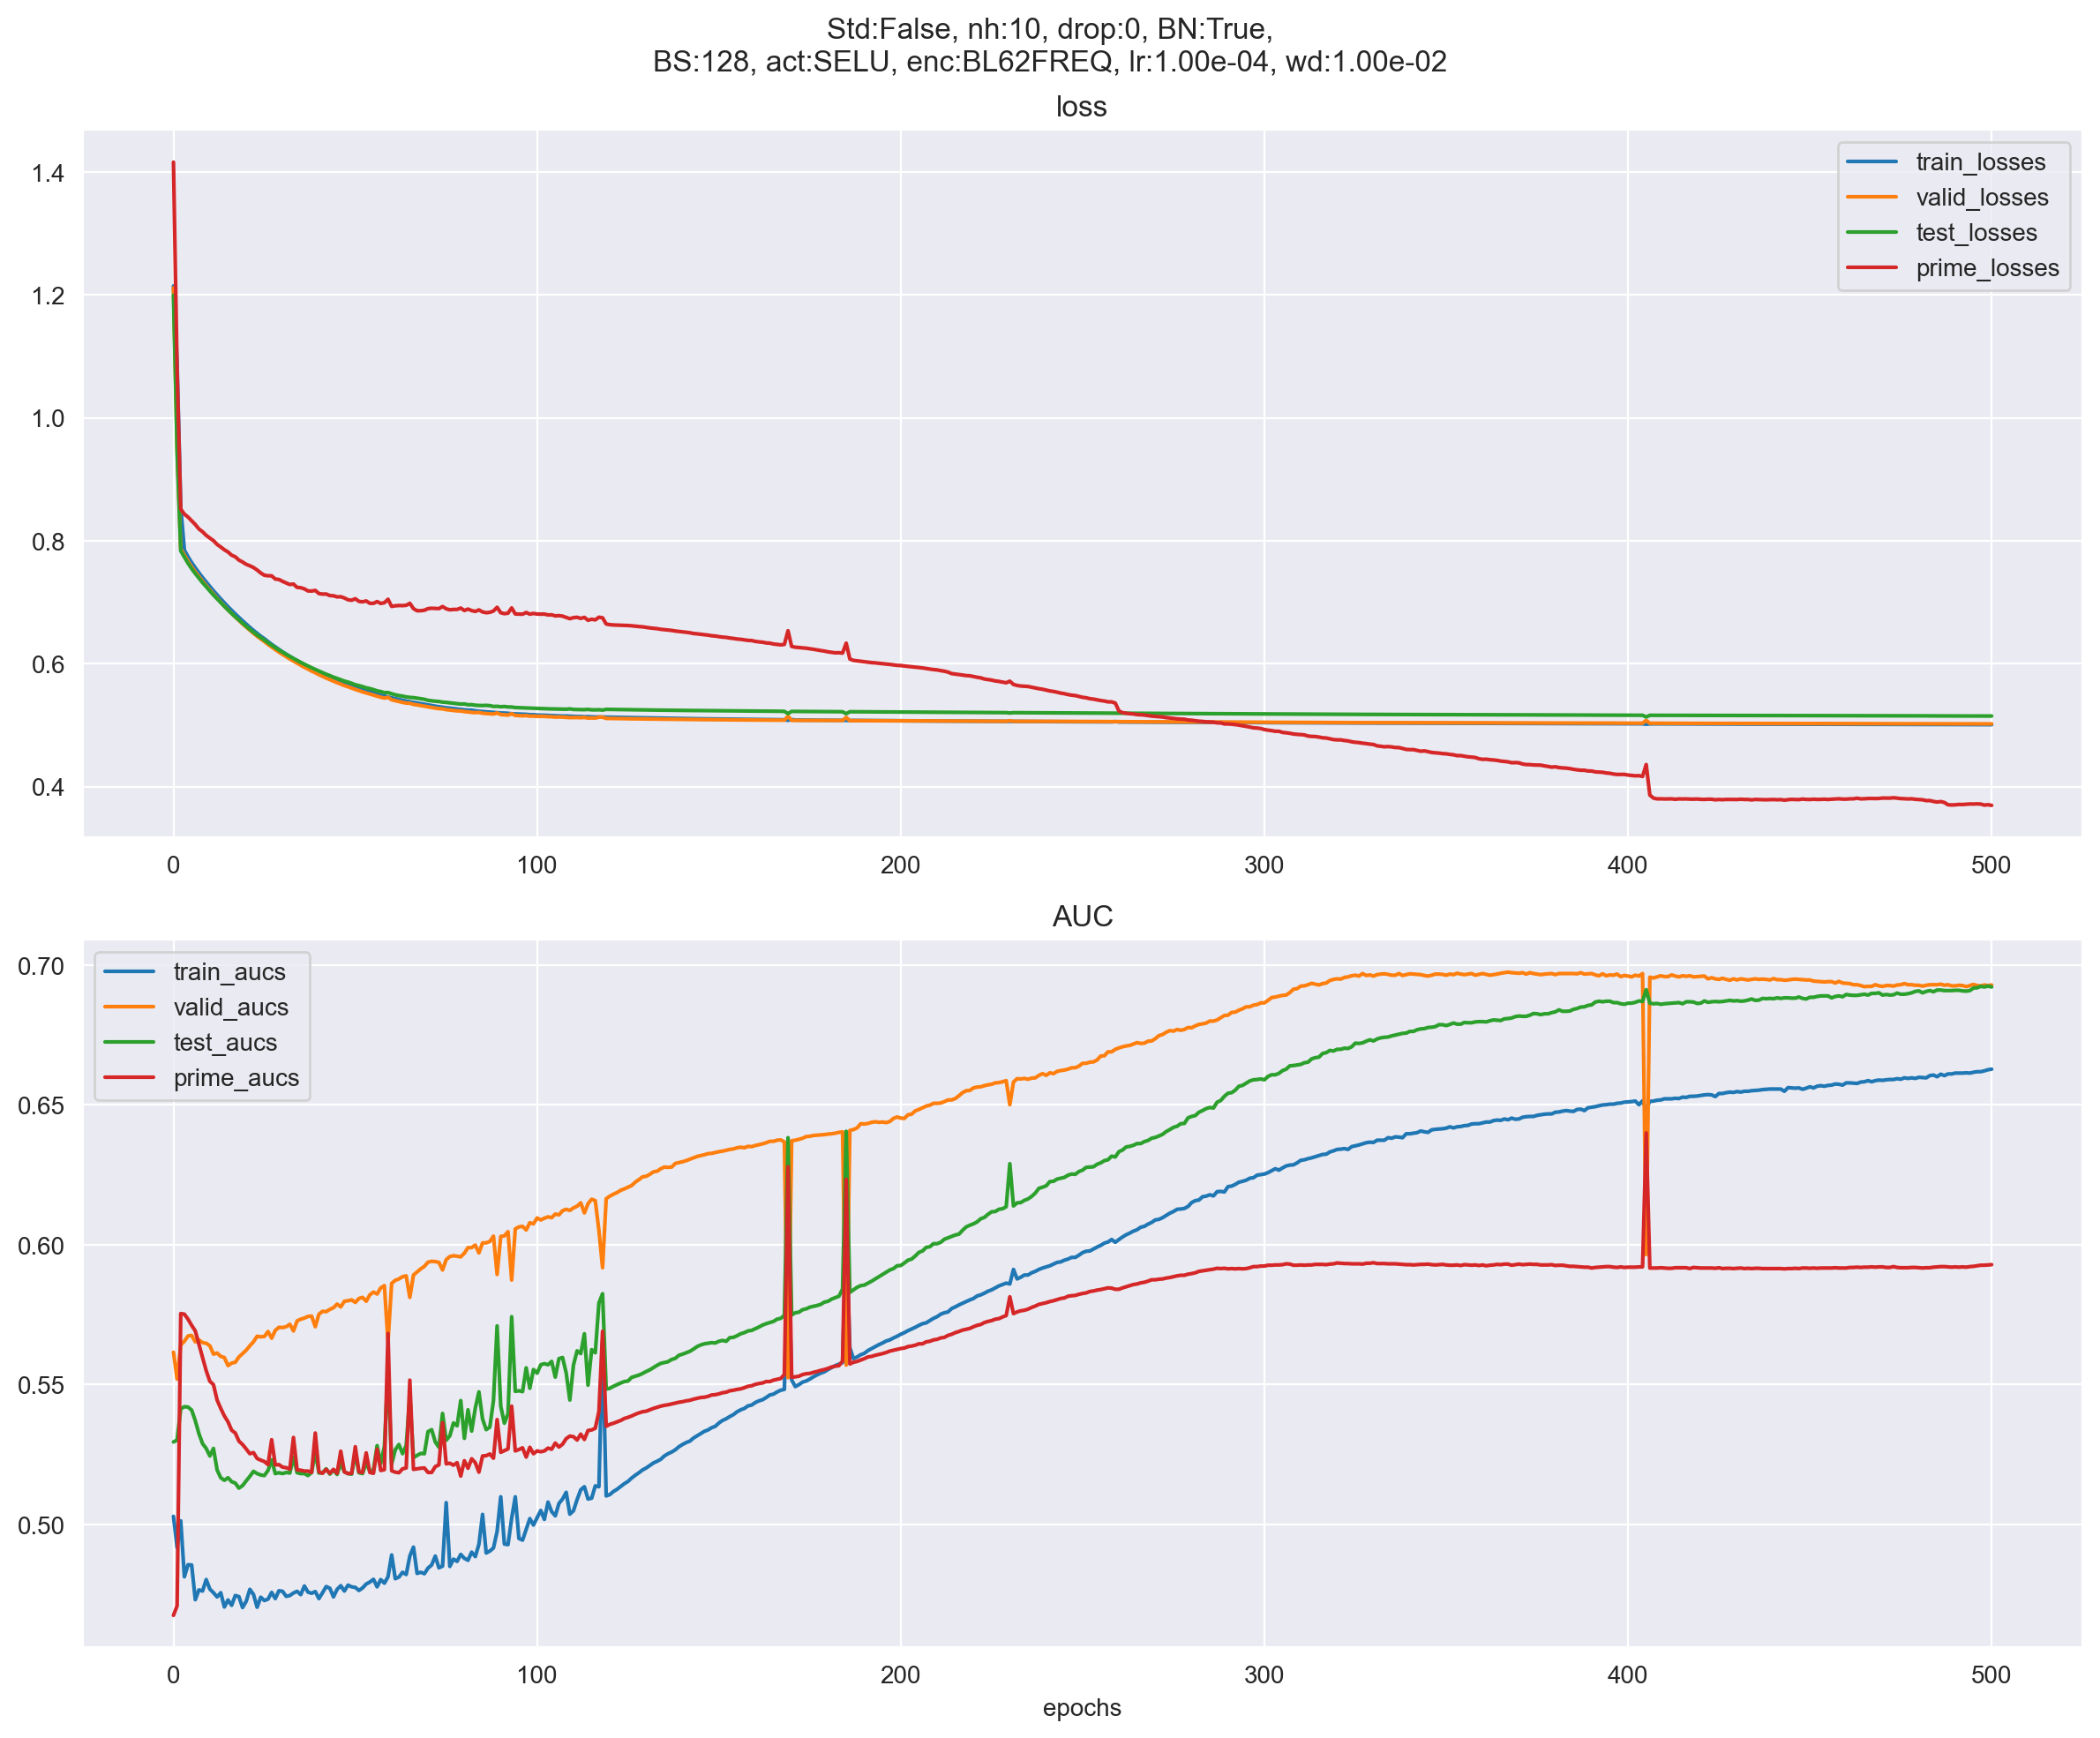 Std:False, nh:10, drop:0, BN:True,
BS:128, act:SELU, enc:BL62FREQ, lr:1.00e-04, wd:1.00e-02
loss
1.4
1.2
1.0
0.8
0.6
0.4
train_losses
valid_losses
test_losses
prime_losses
0 100 200 300 400 500
AUC
0.70
0.65
0.60
0.55
0.50
train_aucs
valid_aucs
test_aucs
prime_aucs
0 100 200 300 400 500
epochs